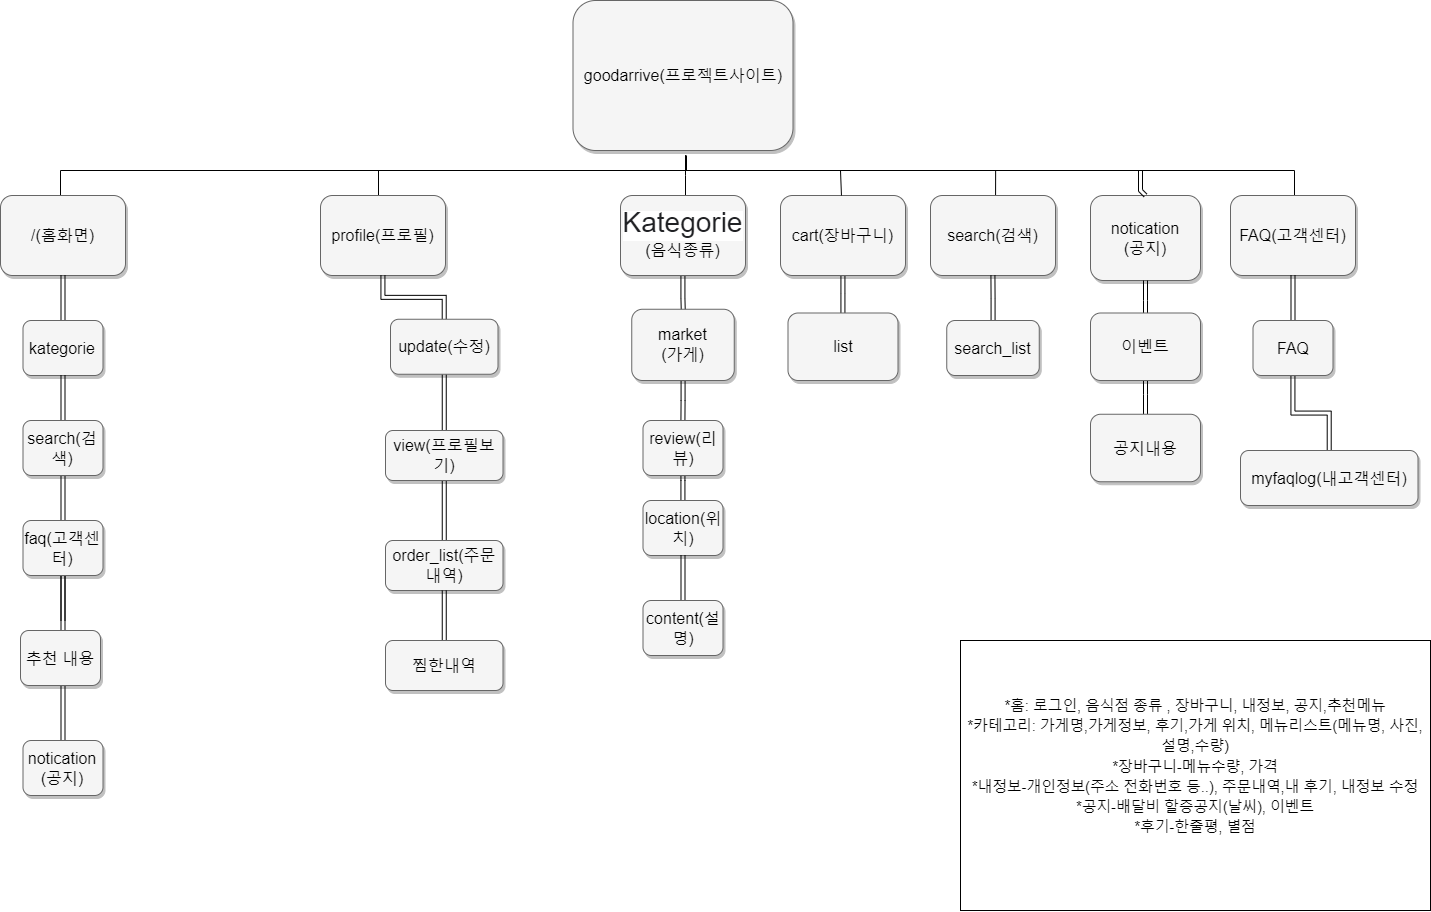 goodarrive(프로젝트사이트)
/(홈화면)
profile(프로필)
Kategorie
(음식종류)
cart(장바구니)
search(검색)
notication
(공지)
FAQ(고객센터)
kategorie
search(검
색)
faq(고객센
터)
추천 내용
notication
(공지)
update(수정)
view(프로필보
기)
order_list(주문
내역)
찜한내역
market
(가게)
review(리
뷰)
location(위
치)
content(설
명)
list
search_list
이벤트
공지내용
FAQ
myfaqlog(내고객센터)
*홈: 로그인, 음식점 종류 , 장바구니, 내정보, 공지,추천메뉴
*카테고리: 가게명,가게정보, 후기,가게 위치, 메뉴리스트(메뉴명, 사진,
설명,수량)
*장바구니-메뉴수량, 가격
*내정보-개인정보(주소 전화번호 등..), 주문내역,내 후기, 내정보 수정
*공지-배달비 할증공지(날씨), 이벤트
*후기-한줄평, 별점